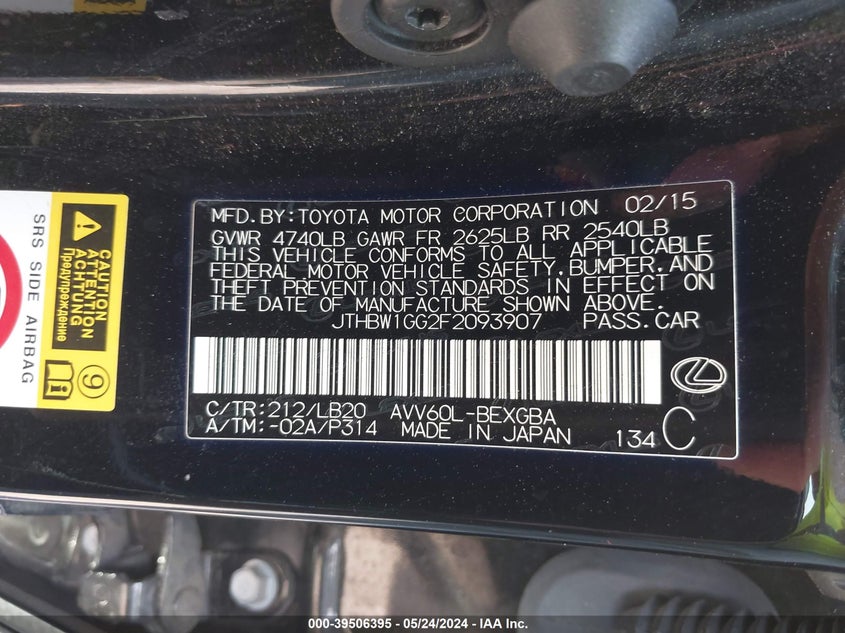 MFD. BY: TOYOTA MOTOR CORPORATION 02/15
GVWR 4740LB GAWR FR 2625LB RR 2540LB
THIS VEHICLE CONFORMS TO ALL APPLICABLE
FEDERAL MOTOR VEHICLE SAFETY, BUMPER, AND
THEFT PREVENTION STANDARDS IN EFFECT ON
THE DATE OF MANUFACTURE SHOWN ABOVE.
JTHBW1GG2F2093907 PASS. CAR
C/TR: 212/LB20 AVV60L-BEXGBA
A/TM: -02A/P314 MADE IN JAPAN 134 C
SRS SIDE AIRBAG
CAUTION
ATTENTION
ACHTUNG
Предупреждение
9
000-39506395 - 05/24/2024 - IAA Inc.